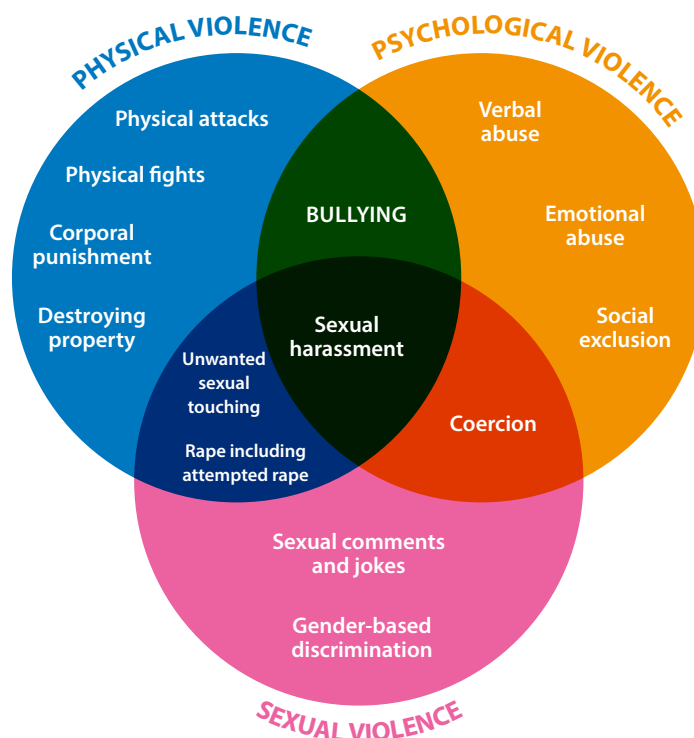 PHYSICAL VIOLENCE
PSYCHOLOGICAL VIOLENCE
Physical attacks
Physical fights
Corporal
punishment
Destroying
property
Verbal
abuse
Emotional
abuse
Social
exclusion
BULLYING
Sexual
harassment
Unwanted
sexual
touching
Rape including
attempted rape
Coercion
Sexual comments
and jokes
Gender-based
discrimination
SEXUAL VIOLENCE